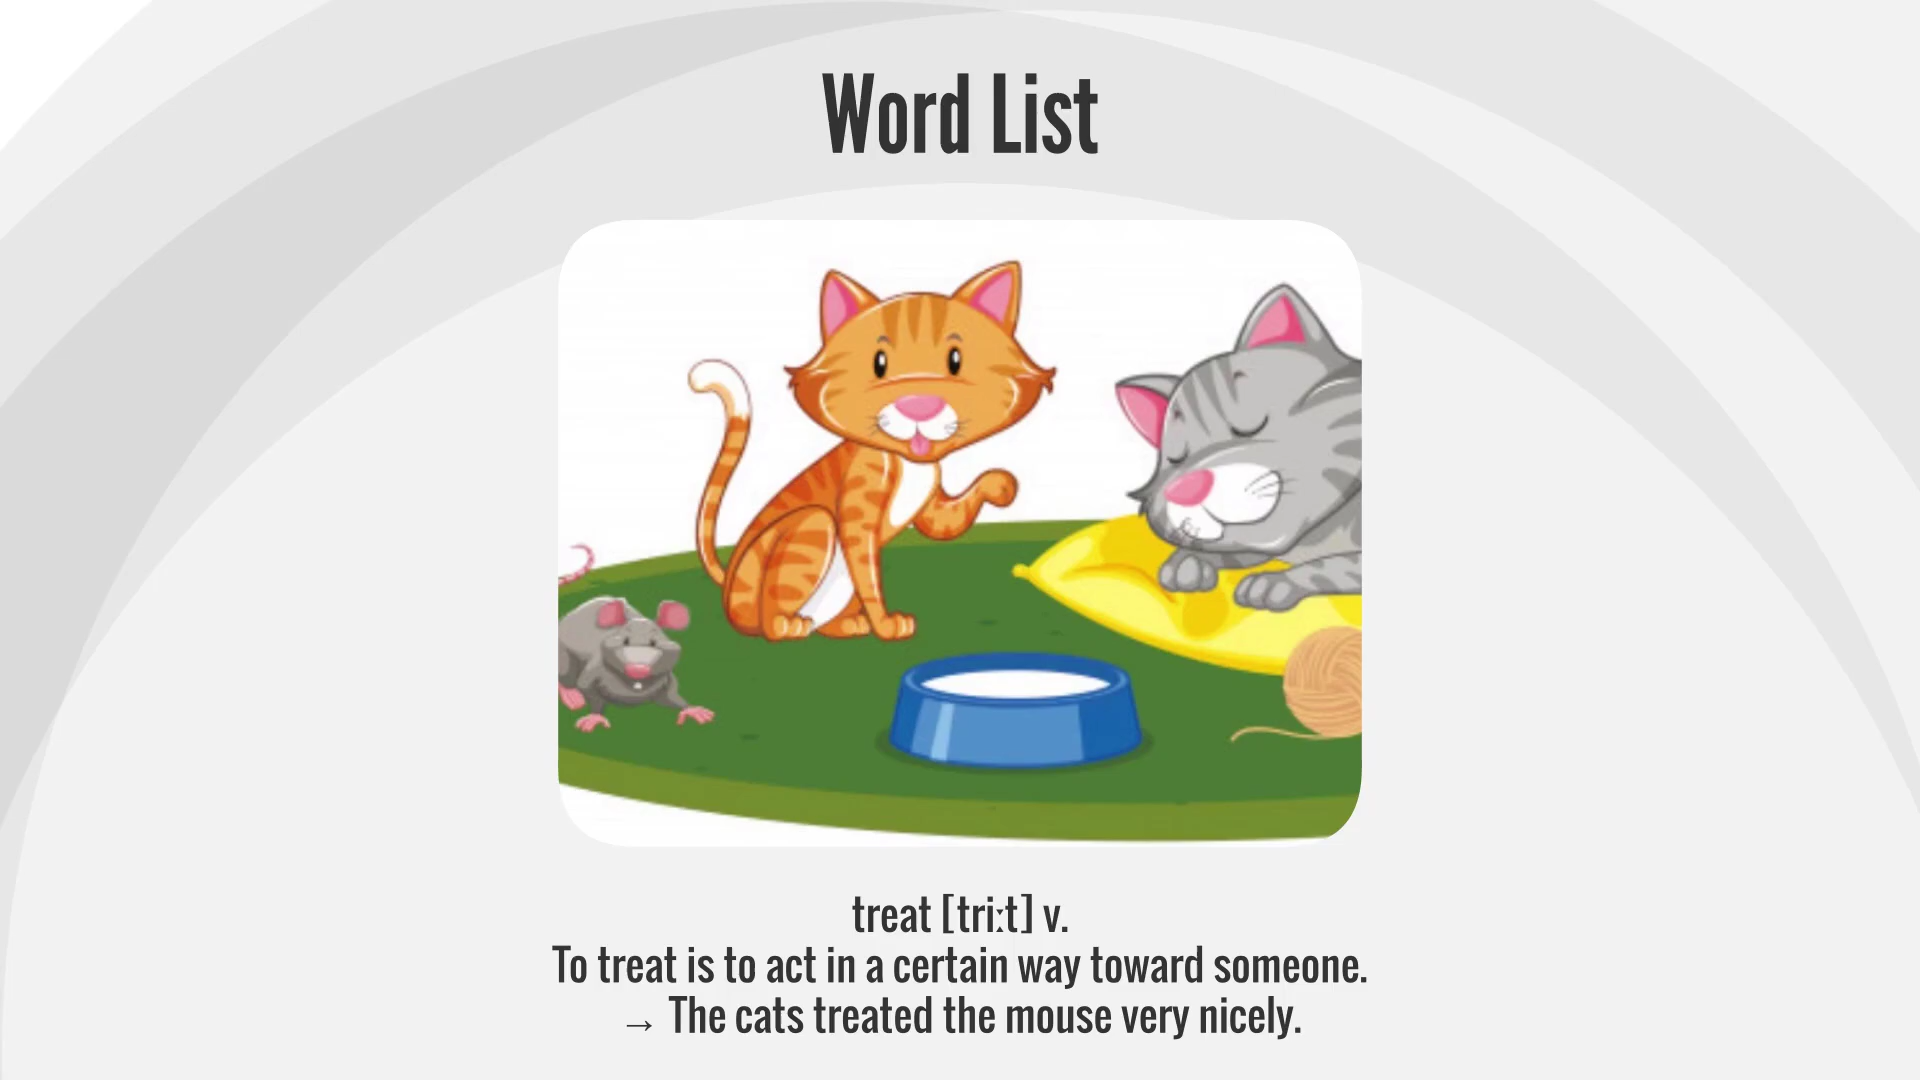 Word List
treat [triːt] v.
To treat is to act in a certain way toward someone.
→ The cats treated the mouse very nicely.